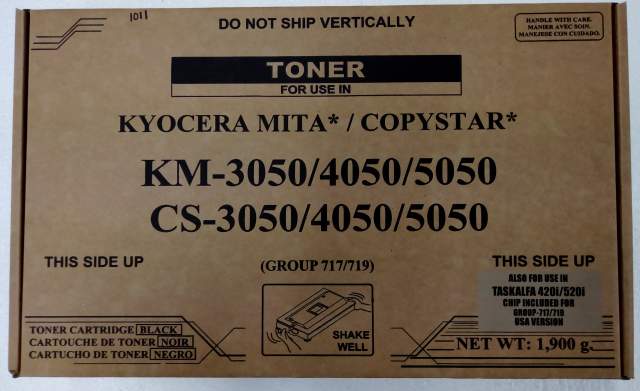 1011
DO NOT SHIP VERTICALLY
HANDLE WITH CARE.
MANIER AVEC SOIN.
MANEJESE CON CUIDADO.
TONER
FOR USE IN
KYOCERA MITA* / COPYSTAR*
KM-3050/4050/5050
CS-3050/4050/5050
THIS SIDE UP
(GROUP 717/719)
THIS SIDE UP
ALSO FOR USE IN
TASKALFA 420i/520i
CHIP INCLUDED FOR
GROUP-717/719
USA VERSION
SHAKE
WELL
TONER CARTRIDGE BLACK
CARTOUCHE DE TONER NOIR
CARTUCHO DE TONER NEGRO
NET WT: 1,900 g.